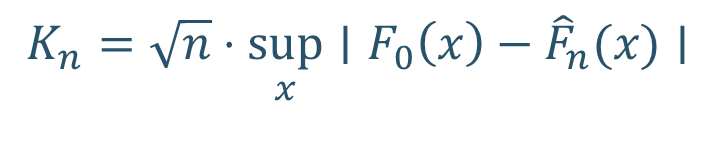 Kₙ = √n · sup | F₀(x) − F̂ₙ(x) |
x